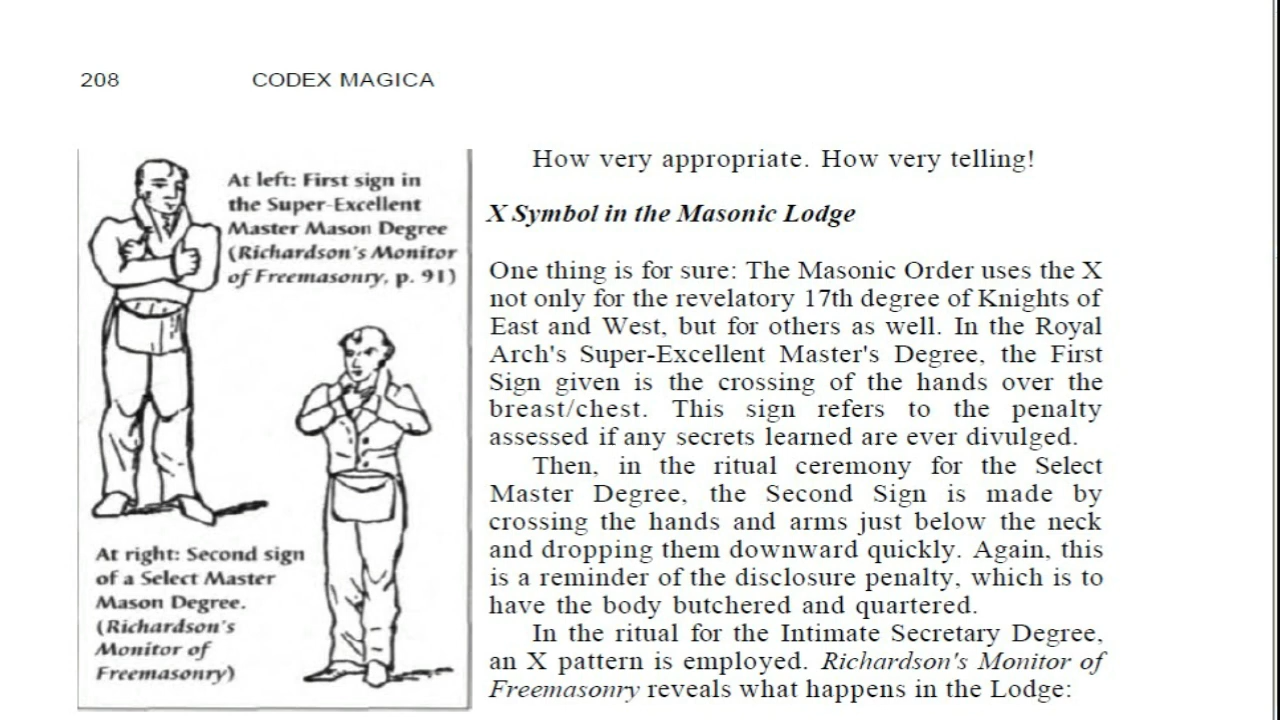 208 CODEX MAGICA
At left: First sign in
the Super-Excellent
Master Mason Degree
(Richardson's Monitor
of Freemasonry, p. 91)
At right: Second sign
of a Select Master
Mason Degree.
(Richardson's
Monitor of
Freemasonry)
How very appropriate. How very telling!
X Symbol in the Masonic Lodge
One thing is for sure: The Masonic Order uses the X
not only for the revelatory 17th degree of Knights of
East and West, but for others as well. In the Royal
Arch's Super-Excellent Master's Degree, the First
Sign given is the crossing of the hands over the
breast/chest. This sign refers to the penalty
assessed if any secrets learned are ever divulged.
Then, in the ritual ceremony for the Select
Master Degree, the Second Sign is made by
crossing the hands and arms just below the neck
and dropping them downward quickly. Again, this
is a reminder of the disclosure penalty, which is to
have the body butchered and quartered.
In the ritual for the Intimate Secretary Degree,
an X pattern is employed. Richardson's Monitor of
Freemasonry reveals what happens in the Lodge: